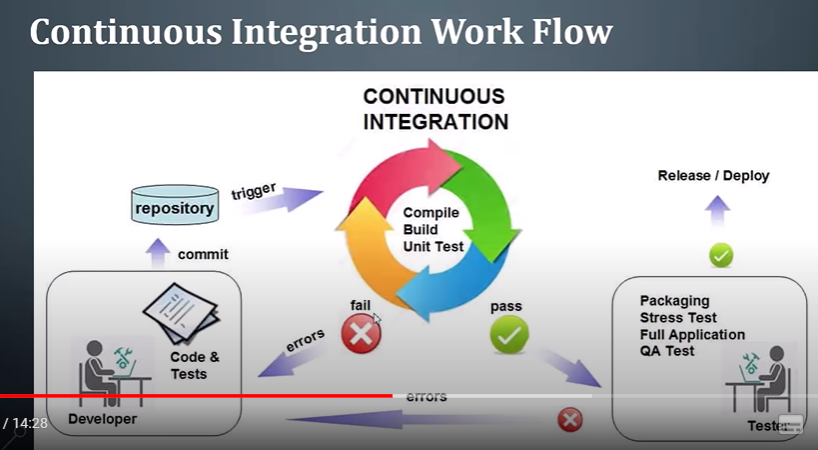 Continuous Integration Work Flow
CONTINUOUS
INTEGRATION
Release / Deploy
trigger
repository
Compile
Build
Unit Test
commit
fail
pass
Packaging
Stress Test
Full Application
QA Test
errors
Code &
Tests
errors
Developer
Tester
/ 14:28